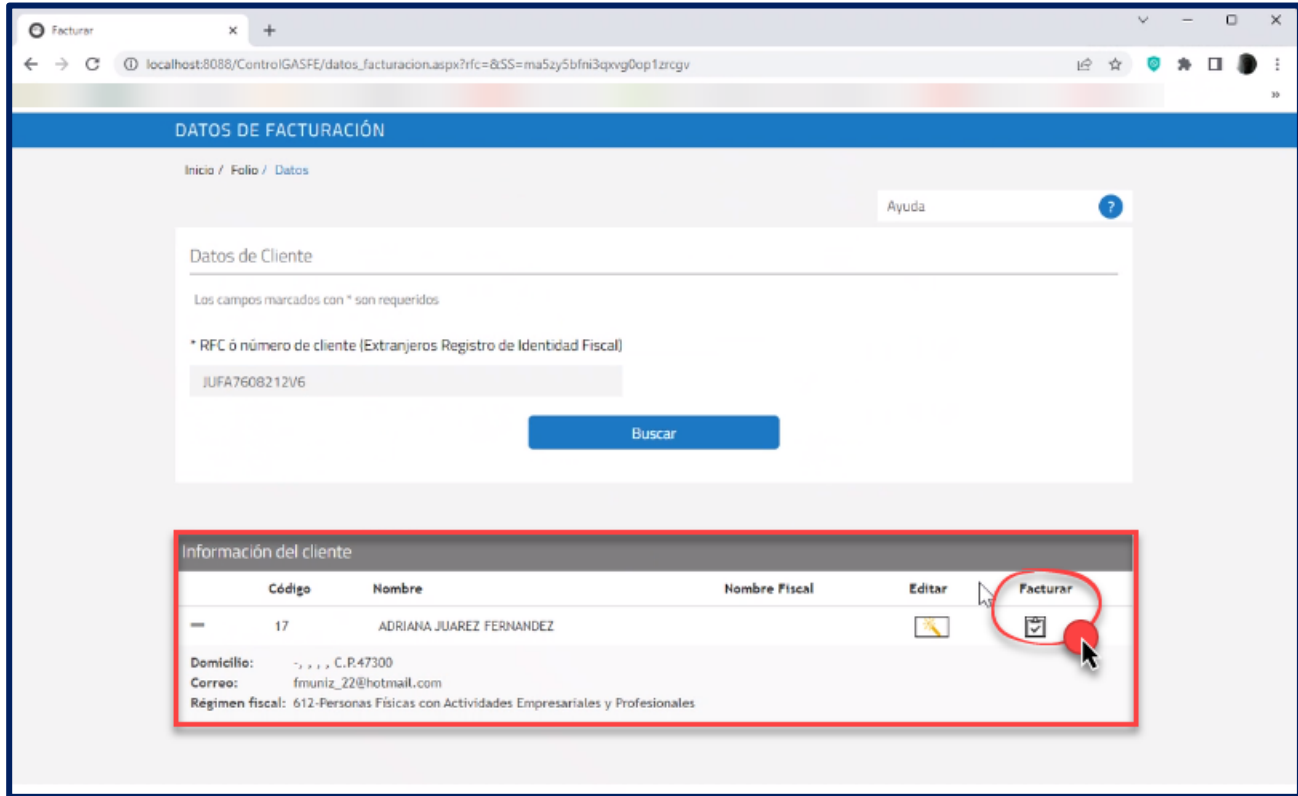 Facturar
localhost:8088/ControlGASFE/datos_facturacion.aspx?rfc=&SS=ma5zy5bfni3qxvg0op1zrcgv
DATOS DE FACTURACIÓN
Inicio / Folio / Datos
Ayuda ?
Datos de Cliente
Los campos marcados con * son requeridos
* RFC ó número de cliente (Extranjeros Registro de Identidad Fiscal)
JUFA7608212V6
Buscar
Información del cliente
Código Nombre Nombre Fiscal Editar Facturar
17 ADRIANA JUAREZ FERNANDEZ
Domicilio: -, , , , C.P.47300
Correo: fmuniz_22@hotmail.com
Régimen fiscal: 612-Personas Físicas con Actividades Empresariales y Profesionales